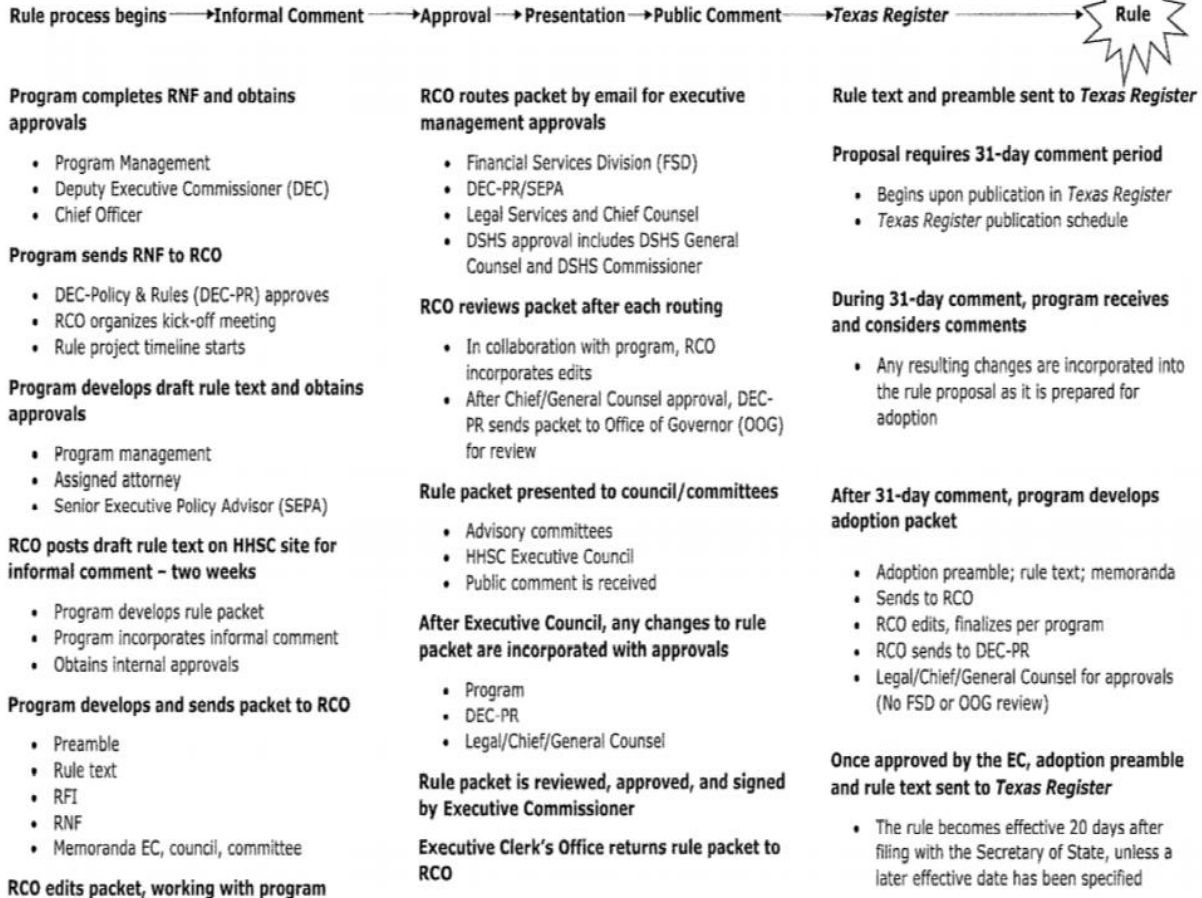 Rule process begins → Informal Comment → Approval → Presentation → Public Comment → Texas Register → Rule
Program completes RNF and obtains
approvals
• Program Management
• Deputy Executive Commissioner (DEC)
• Chief Officer
Program sends RNF to RCO
• DEC-Policy & Rules (DEC-PR) approves
• RCO organizes kick-off meeting
• Rule project timeline starts
Program develops draft rule text and obtains
approvals
• Program management
• Assigned attorney
• Senior Executive Policy Advisor (SEPA)
RCO posts draft rule text on HHSC site for
informal comment – two weeks
• Program develops rule packet
• Program incorporates informal comment
• Obtains internal approvals
Program develops and sends packet to RCO
• Preamble
• Rule text
• RFI
• RNF
• Memoranda EC, council, committee
RCO edits packet, working with program
RCO routes packet by email for executive
management approvals
• Financial Services Division (FSD)
• DEC-PR/SEPA
• Legal Services and Chief Counsel
• DSHS approval includes DSHS General
Counsel and DSHS Commissioner
RCO reviews packet after each routing
• In collaboration with program, RCO
incorporates edits
• After Chief/General Counsel approval, DEC-
PR sends packet to Office of Governor (OOG)
for review
Rule packet presented to council/committees
• Advisory committees
• HHSC Executive Council
• Public comment is received
After Executive Council, any changes to rule
packet are incorporated with approvals
• Program
• DEC-PR
• Legal/Chief/General Counsel
Rule packet is reviewed, approved, and signed
by Executive Commissioner
Executive Clerk's Office returns rule packet to
RCO
Rule text and preamble sent to Texas Register
Proposal requires 31-day comment period
• Begins upon publication in Texas Register
• Texas Register publication schedule
During 31-day comment, program receives
and considers comments
• Any resulting changes are incorporated into
the rule proposal as it is prepared for
adoption
After 31-day comment, program develops
adoption packet
• Adoption preamble; rule text; memoranda
• Sends to RCO
• RCO edits, finalizes per program
• RCO sends to DEC-PR
• Legal/Chief/General Counsel for approvals
(No FSD or OOG review)
Once approved by the EC, adoption preamble
and rule text sent to Texas Register
• The rule becomes effective 20 days after
filing with the Secretary of State, unless a
later effective date has been specified